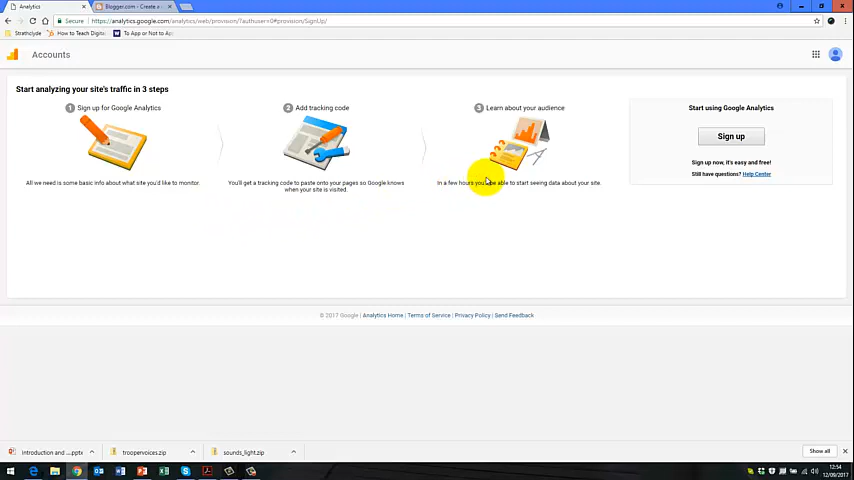 Analytics
Blogger.com - Create a
Secure
https://analytics.google.com/analytics/web/provision/?authuser=0#provision/SignUp/
Strathclyde
How to Teach Digital
To App or Not to App
Accounts
Start analyzing your site's traffic in 3 steps
1 Sign up for Google Analytics
2 Add tracking code
3 Learn about your audience
Start using Google Analytics
Sign up
All we need is some basic info about what site you'd like to monitor.
You'll get a tracking code to paste onto your pages so Google knows
when your site is visited.
In a few hours you be able to start seeing data about your site.
Sign up now, it's easy and free!
Still have questions? Help Center
© 2017 Google | Analytics Home | Terms of Service | Privacy Policy | Send Feedback
Introduction and ....pptx
troopervoices.zip
sounds_light.zip
Show all
12:54
12/09/2017